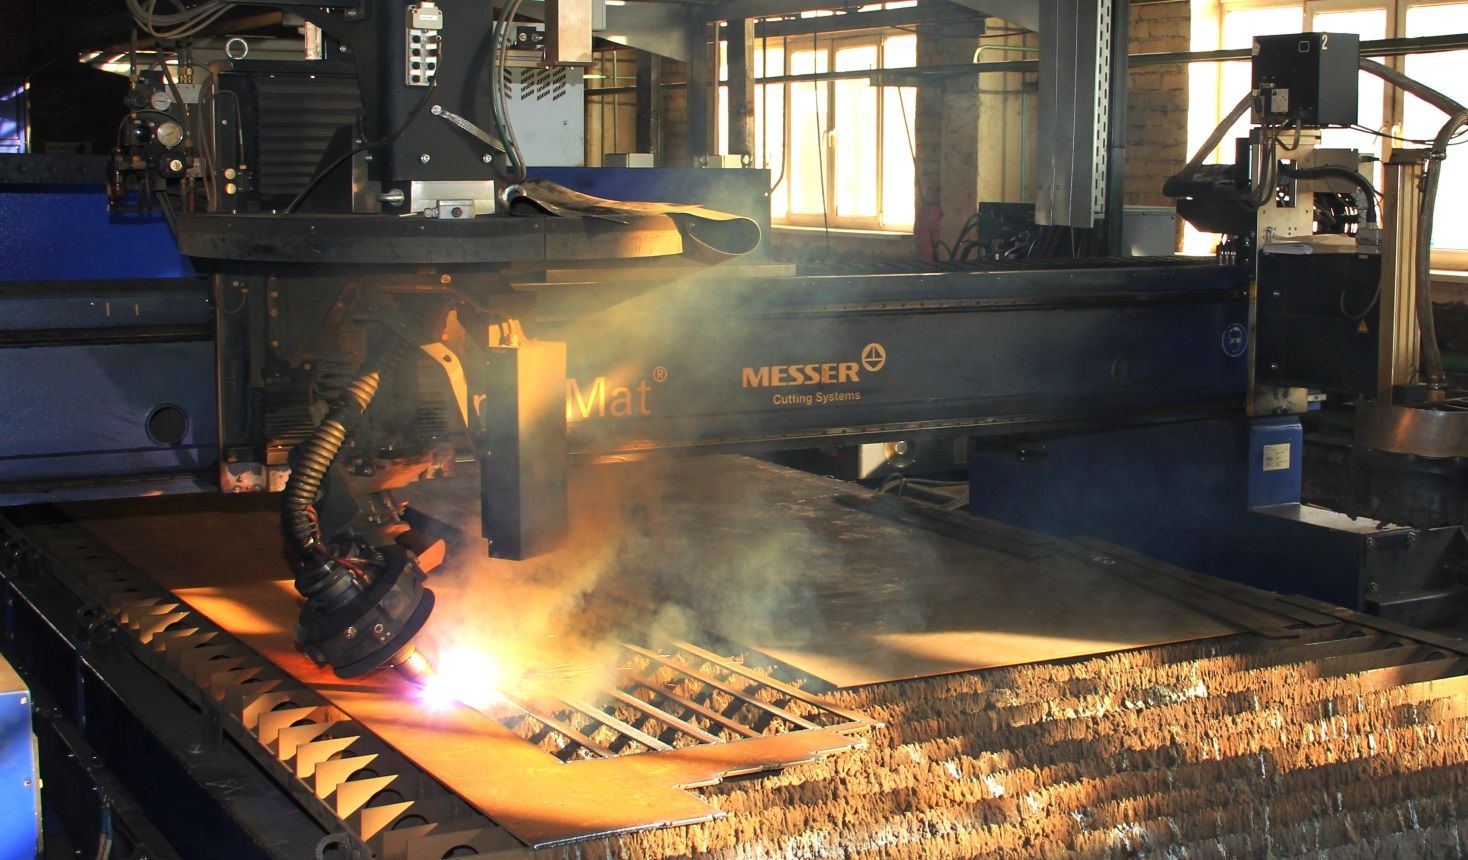 2
Mat®
MESSER
Cutting Systems